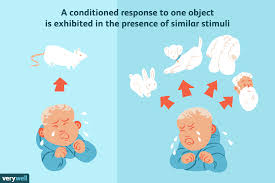 A conditioned response to one object
is exhibited in the presence of similar stimuli
verywell